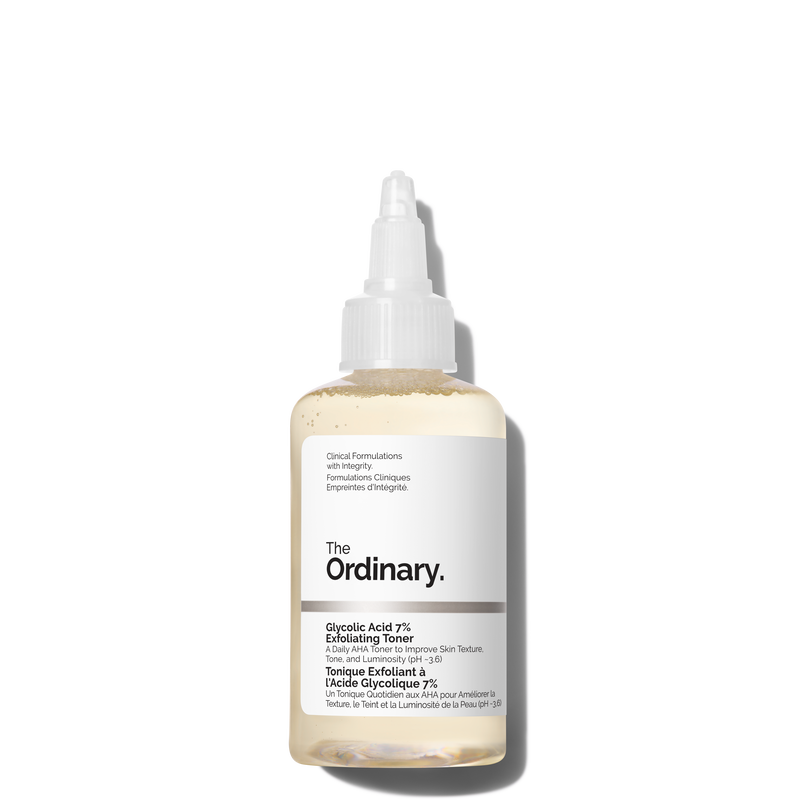 Clinical Formulations
with Integrity.
Formulations Cliniques
Empreintes d'Intégrité.
The
Ordinary.
Glycolic Acid 7%
Exfoliating Toner
A Daily AHA Toner to Improve Skin Texture,
Tone, and Luminosity (pH ~3.6)
Tonique Exfoliant à
l'Acide Glycolique 7%
Un Tonique Quotidien aux AHA pour Améliorer la
Texture, le Teint et la Luminosité de la Peau (pH ~3.6)